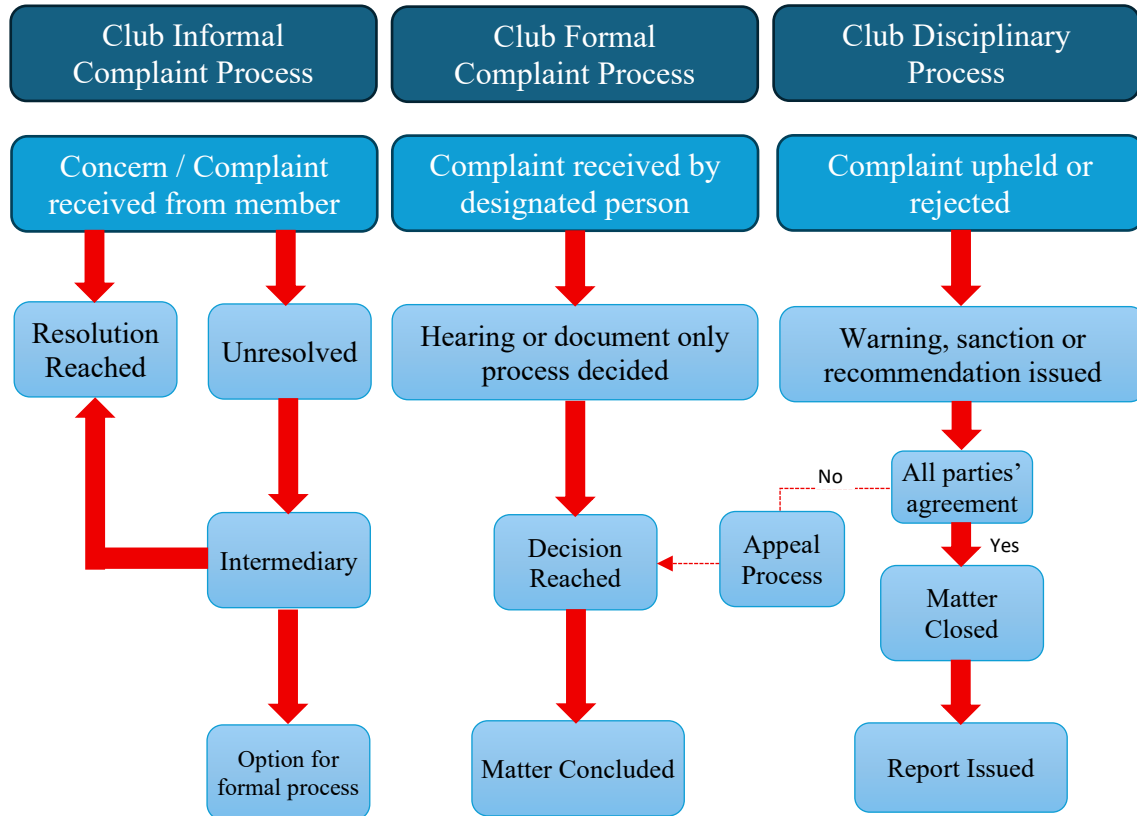 Club Informal
Complaint Process
Club Formal
Complaint Process
Club Disciplinary
Process
Concern / Complaint
received from member
Complaint received by
designated person
Complaint upheld or
rejected
Resolution
Reached
Unresolved
Hearing or document only
process decided
Warning, sanction or
recommendation issued
No
All parties’
agreement
Intermediary
Decision
Reached
Appeal
Process
Yes
Matter
Closed
Option for
formal process
Matter Concluded
Report Issued